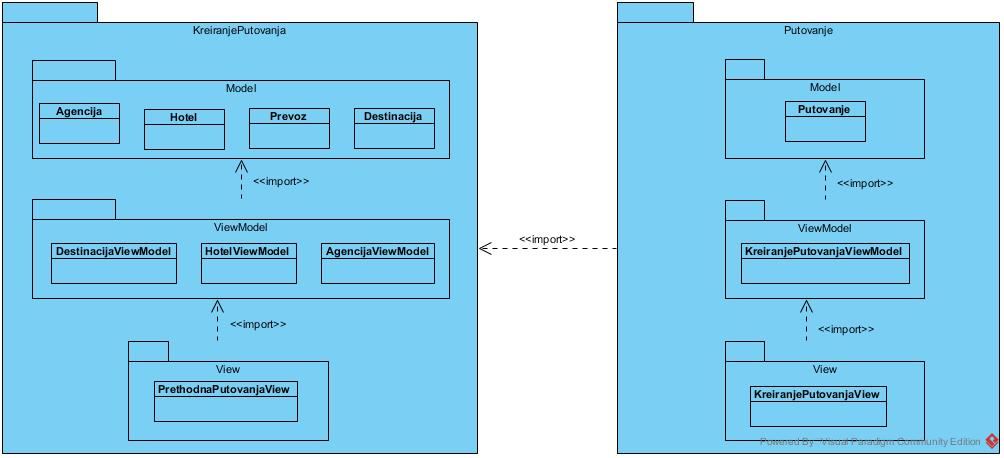 KreiranjePutovanja
Model
Agencija
Hotel
Prevoz
Destinacija
<<import>>
ViewModel
DestinacijaViewModel
HotelViewModel
AgencijaViewModel
<<import>>
View
PrethodnaPutovanjaView
<<import>>
Putovanje
Model
Putovanje
<<import>>
ViewModel
KreiranjePutovanjaViewModel
<<import>>
View
KreiranjePutovanjaView
Powered By Visual Paradigm Community Edition